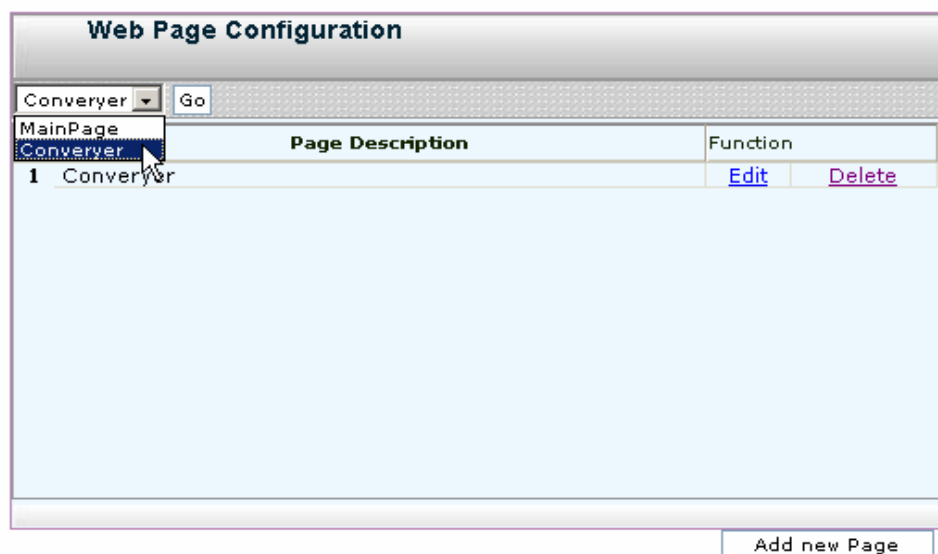 Web Page Configuration
Converyer Go
MainPage
Converyer
Page Description Function
1 Converyer Edit Delete
Add new Page